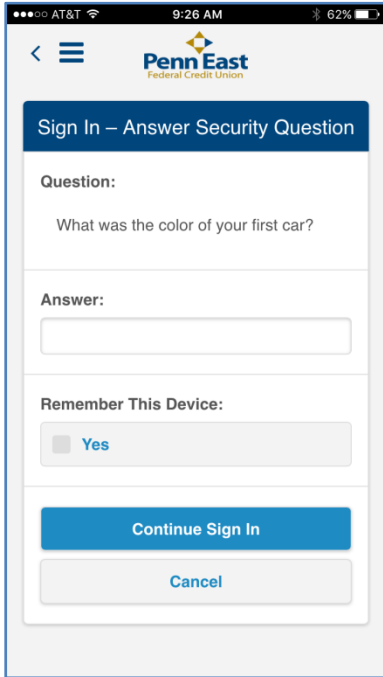 AT&T 9:26 AM 62%
Penn East
Federal Credit Union
Sign In – Answer Security Question
Question:
What was the color of your first car?
Answer:
Remember This Device:
Yes
Continue Sign In
Cancel